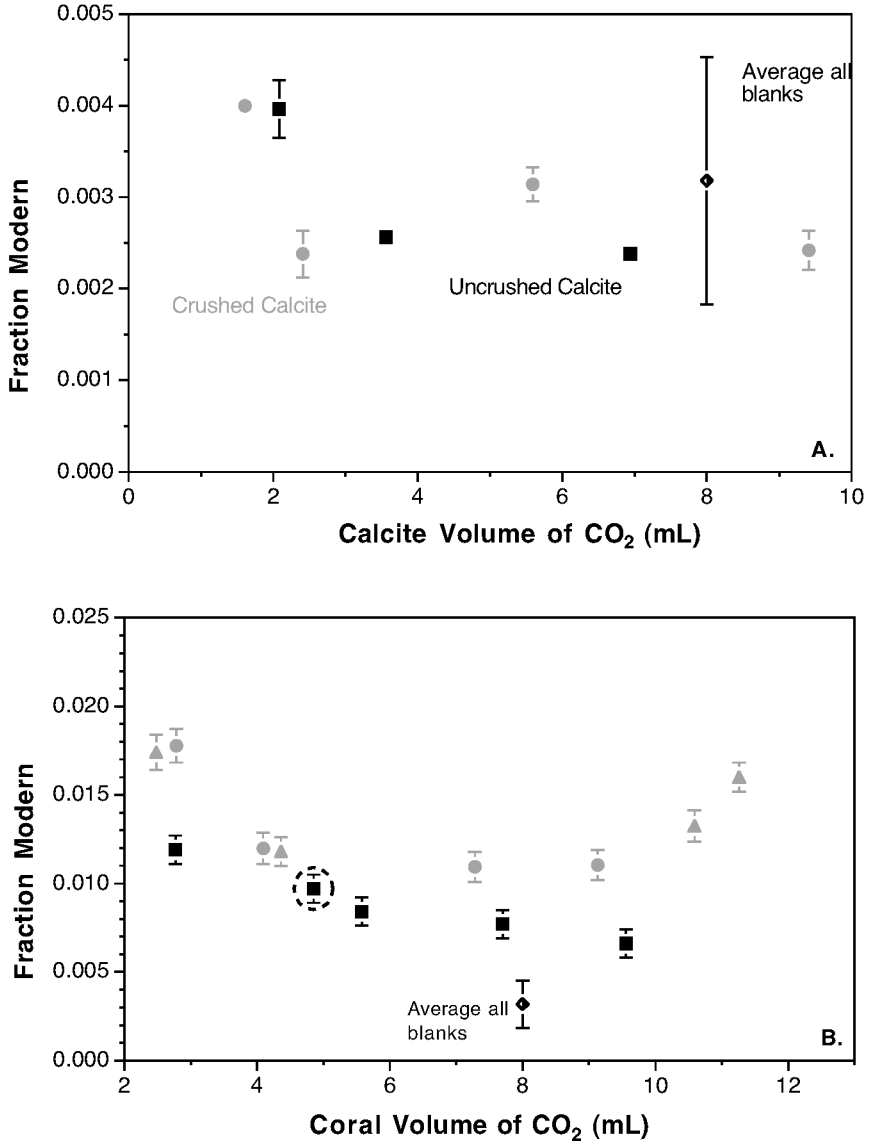 0.005
0.004
0.003
0.002
0.001
0.000
Fraction Modern
Average all
blanks
Crushed Calcite
Uncrushed Calcite
A.
0 2 4 6 8 10
Calcite Volume of CO₂ (mL)
0.025
0.020
0.015
0.010
0.005
0.000
Fraction Modern
Average all
blanks
B.
2 4 6 8 10 12
Coral Volume of CO₂ (mL)